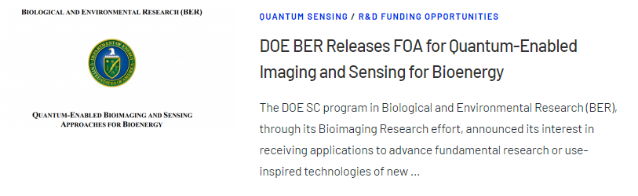 BIOLOGICAL AND ENVIRONMENTAL RESEARCH (BER)
QUANTUM-ENABLED BIOIMAGING AND SENSING
APPROACHES FOR BIOENERGY
QUANTUM SENSING / R&D FUNDING OPPORTUNITIES
DOE BER Releases FOA for Quantum-Enabled
Imaging and Sensing for Bioenergy
The DOE SC program in Biological and Environmental Research (BER),
through its Bioimaging Research effort, announced its interest in
receiving applications to advance fundamental research or use-
inspired technologies of new ...